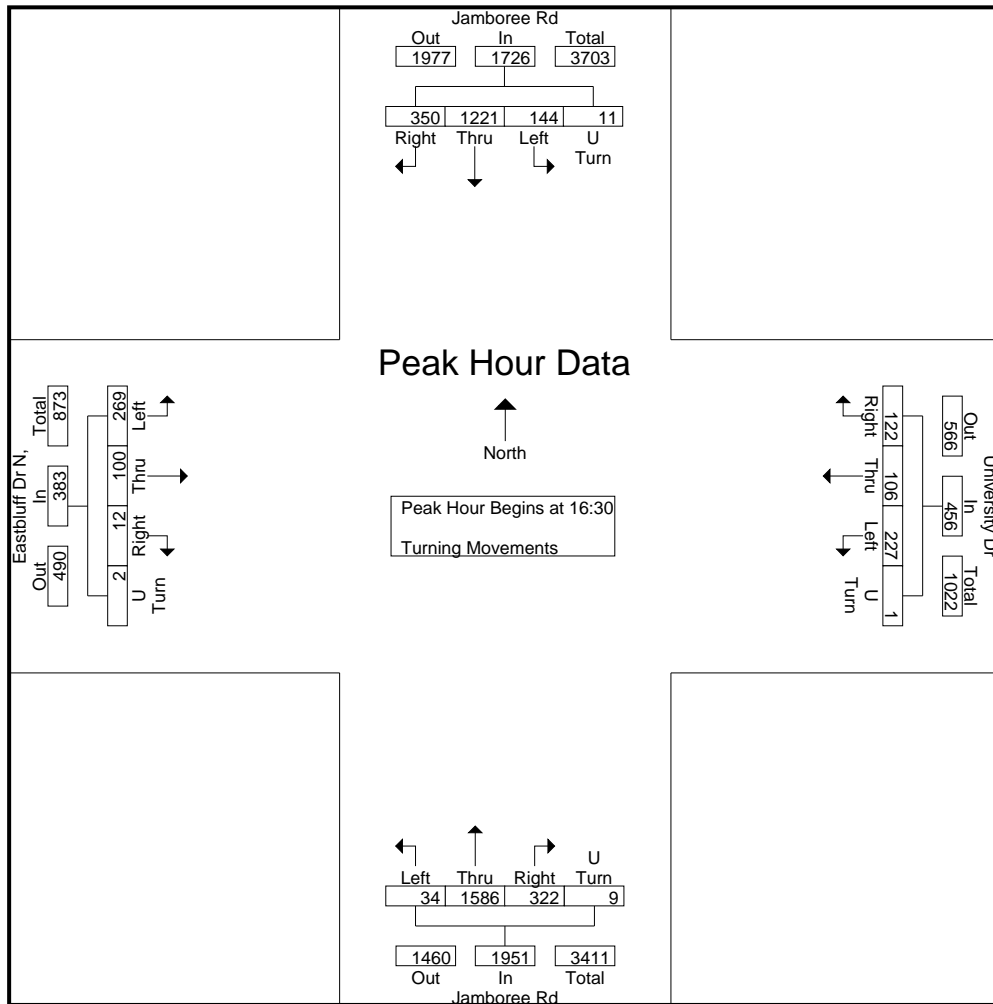 Jamboree Rd
Out In Total
1977 1726 3703
350 1221 144 11
Right Thru Left U
Turn
Peak Hour Data
North
Peak Hour Begins at 16:30
Turning Movements
Eastbluff Dr N,
Total In Out
873 383 490
269 100 12 2
Left Thru Right U
Turn
University Dr
Out In Total
566 456 1022
122 106 227 1
Right Thru Left U
Turn
U
Left Thru Right Turn
34 1586 322 9
1460 1951 3411
Out In Total
Jamboree Rd